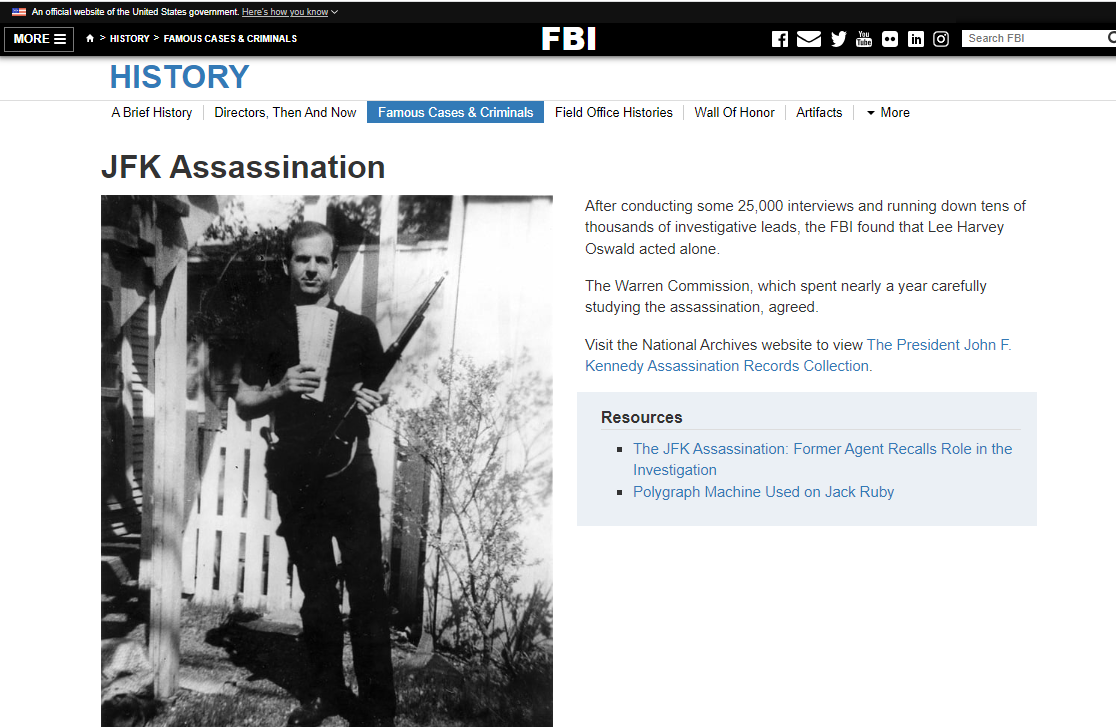 An official website of the United States government. Here's how you know
MORE
> HISTORY > FAMOUS CASES & CRIMINALS
FBI
You
Tube
in
Search FBI
HISTORY
A Brief History
Directors, Then And Now
Famous Cases & Criminals
Field Office Histories
Wall Of Honor
Artifacts
More
JFK Assassination
After conducting some 25,000 interviews and running down tens of
thousands of investigative leads, the FBI found that Lee Harvey
Oswald acted alone.
The Warren Commission, which spent nearly a year carefully
studying the assassination, agreed.
Visit the National Archives website to view The President John F.
Kennedy Assassination Records Collection.
Resources
The JFK Assassination: Former Agent Recalls Role in the
Investigation
Polygraph Machine Used on Jack Ruby